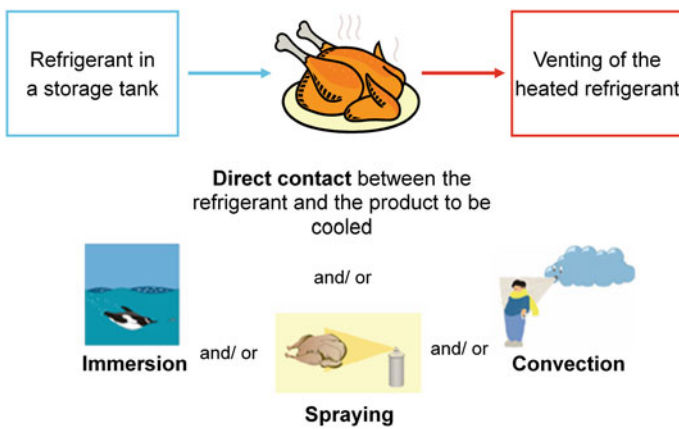 Refrigerant in
a storage tank
Venting of the
heated refrigerant
Direct contact between the
refrigerant and the product to be
cooled
and/ or
Immersion
and/ or
and/ or
Convection
Spraying